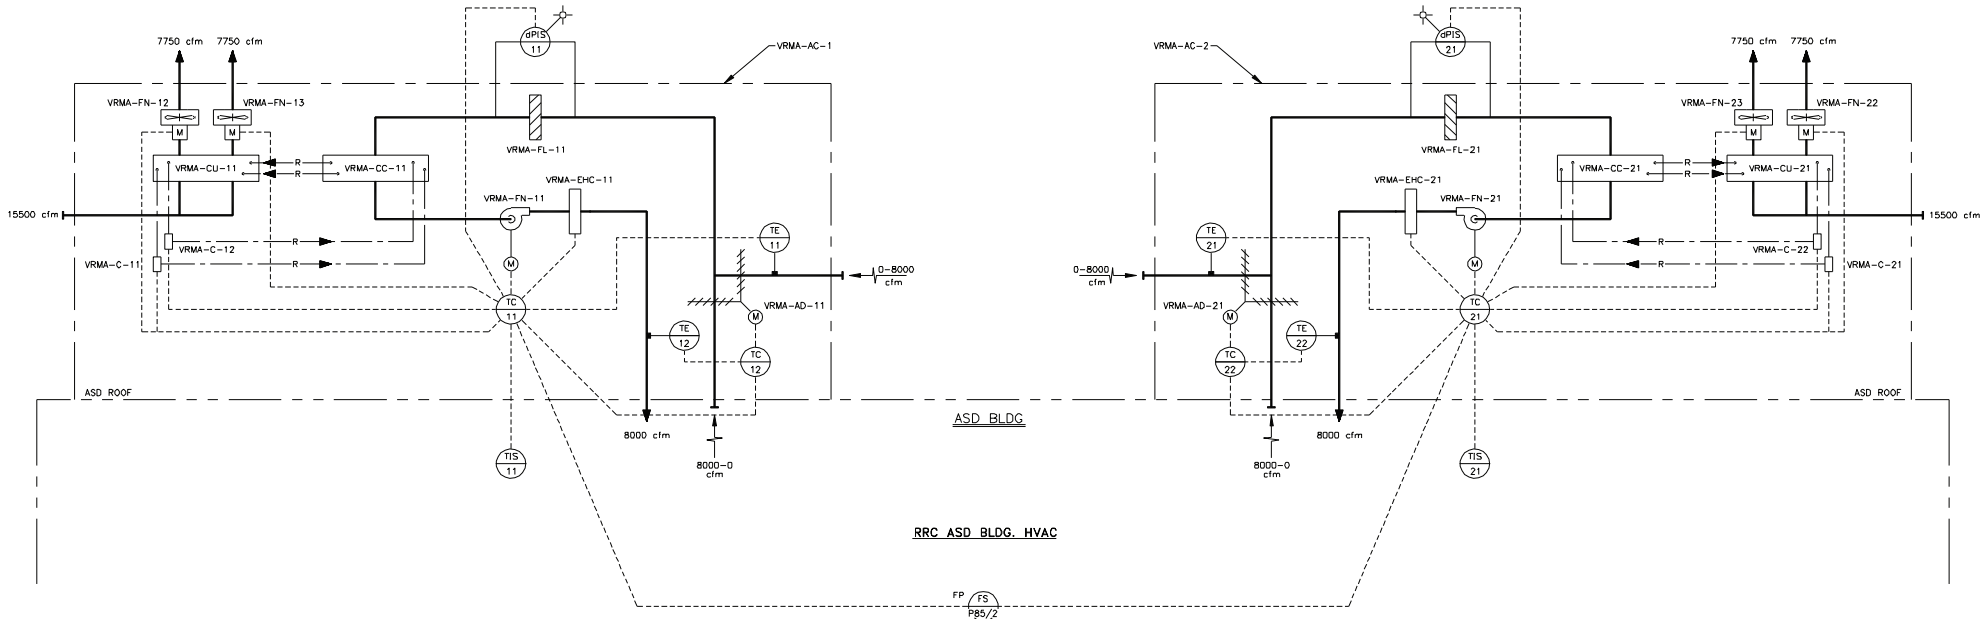 7750 cfm 7750 cfm
dPIS
11
VRMA-AC-1
VRMA-FN-12
VRMA-FN-13
M
M
VRMA-FL-11
VRMA-CU-11
R
R
VRMA-CC-11
VRMA-EHC-11
VRMA-FN-11
15500 cfm
R
VRMA-C-12
VRMA-C-11
R
M
TE
11
0-8000
cfm
TC
11
VRMA-AD-11
M
TE
12
TC
12
ASD ROOF
8000 cfm
8000-0
cfm
TIS
11
dPIS
21
VRMA-AC-2
7750 cfm 7750 cfm
VRMA-FN-23
VRMA-FN-22
M
M
VRMA-FL-21
VRMA-CC-21
R
R
VRMA-CU-21
VRMA-EHC-21
VRMA-FN-21
15500 cfm
R
VRMA-C-22
R
VRMA-C-21
M
TE
21
0-8000
cfm
VRMA-AD-21
M
TC
21
TE
22
TC
22
ASD ROOF
8000 cfm
8000-0
cfm
TIS
21
ASD BLDG
RRC ASD BLDG. HVAC
FP
FS
P85/2